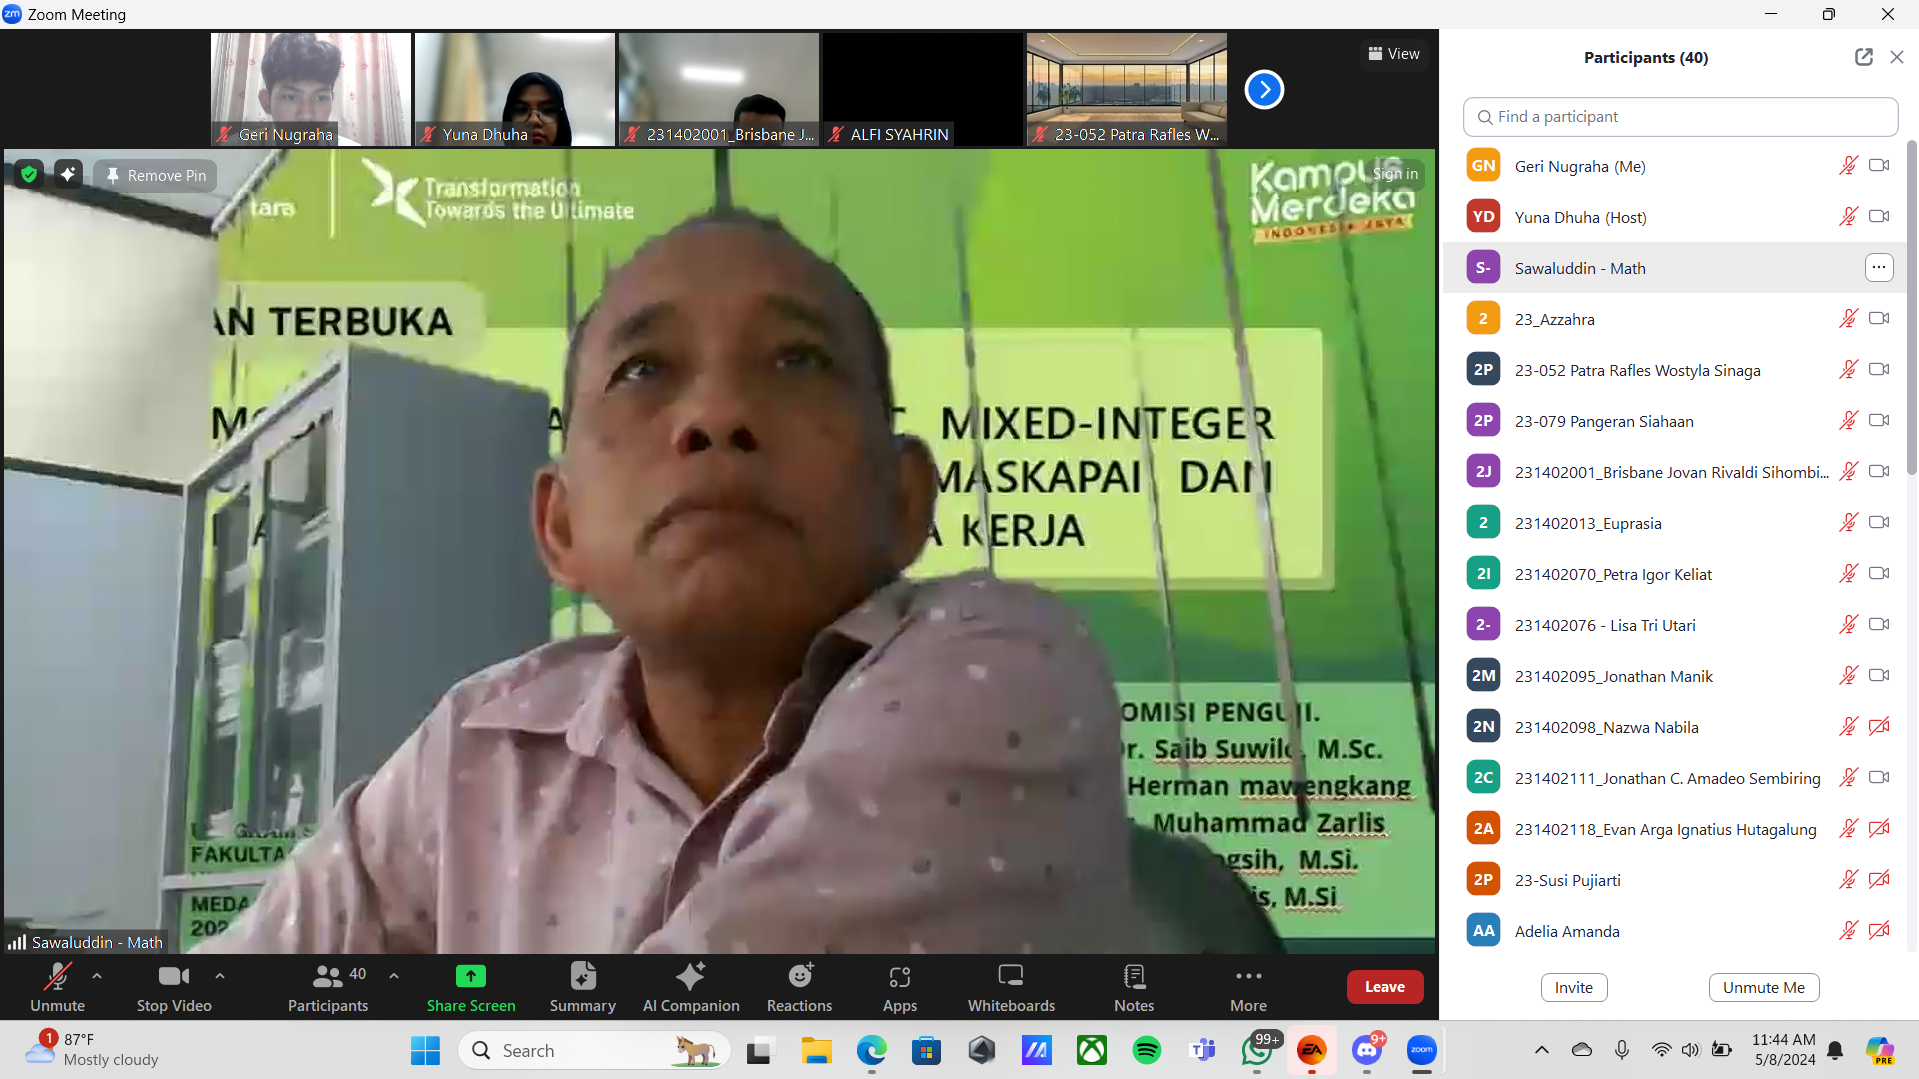 Zoom Meeting
Geri Nugraha
Yuna Dhuha
231402001_Brisbane J...
ALFI SYAHRIN
23-052 Patra Rafles W...
View
Remove Pin
Sign in
tara
Transformation
Towards the Ultimate
Kampus
Merdeka
INDONESIA JAYA
AN TERBUKA
MIXED-INTEGER
MASKAPAI DAN
KERJA
OMISI PENGUJI.
Dr. Saib Suwilo, M.Sc.
Herman mawengkang
Muhammad Zarlis
ngsih, M.Si.
is, M.Si
FAKULTA
MEDA
202
Sawaluddin - Math
Unmute
Stop Video
40
Participants
Share Screen
Summary
AI Companion
Reactions
Apps
Whiteboards
Notes
More
Leave
Participants (40)
Find a participant
GN Geri Nugraha (Me)
YD Yuna Dhuha (Host)
S- Sawaluddin - Math
2 23_Azzahra
2P 23-052 Patra Rafles Wostyla Sinaga
2P 23-079 Pangeran Siahaan
2J 231402001_Brisbane Jovan Rivaldi Sihombi...
2 231402013_Euprasia
2I 231402070_Petra Igor Keliat
2- 231402076 - Lisa Tri Utari
2M 231402095_Jonathan Manik
2N 231402098_Nazwa Nabila
2C 231402111_Jonathan C. Amadeo Sembiring
2A 231402118_Evan Arga Ignatius Hutagalung
2P 23-Susi Pujiarti
AA Adelia Amanda
Invite
Unmute Me
1
87°F
Mostly cloudy
Search
99+
EA
9+
zoom
11:44 AM
5/8/2024
PRE